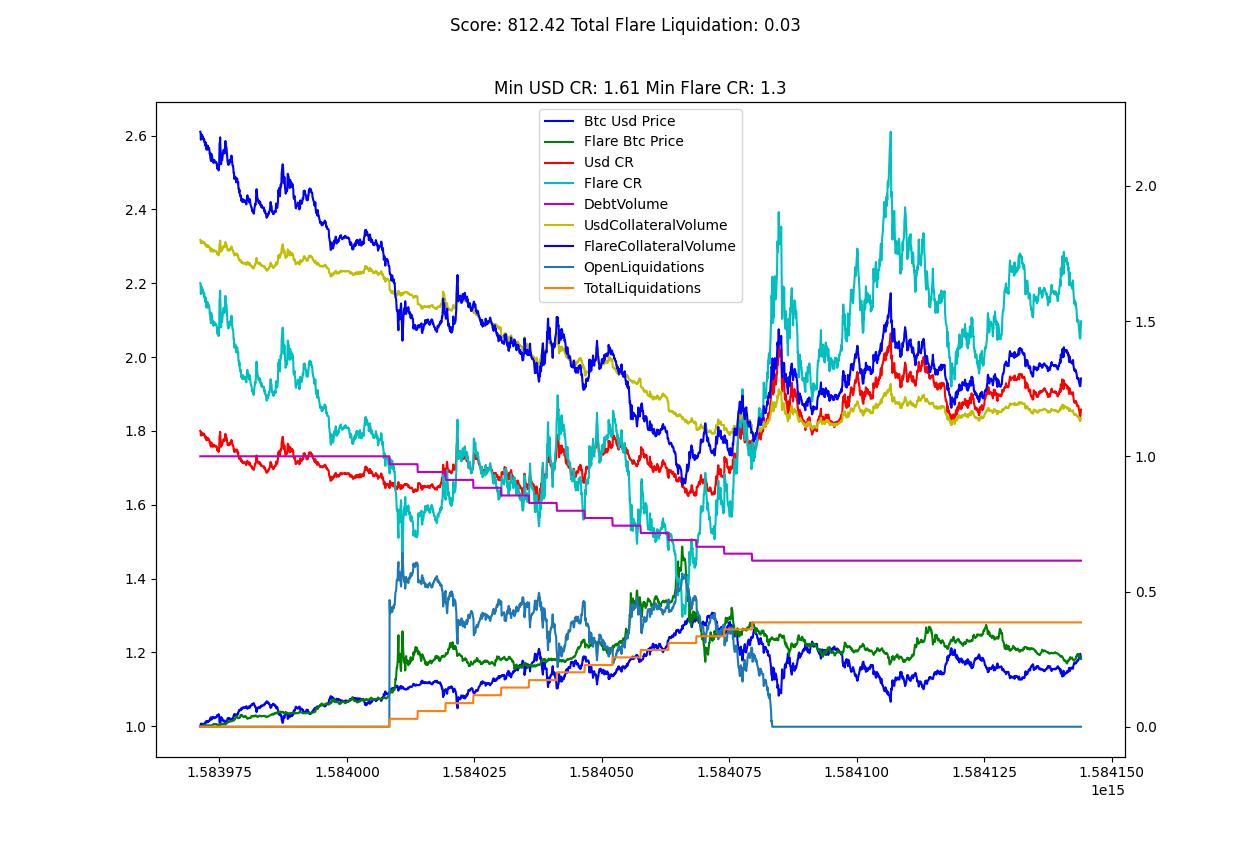 Score: 812.42 Total Flare Liquidation: 0.03
Min USD CR: 1.61 Min Flare CR: 1.3
Btc Usd Price
Flare Btc Price
Usd CR
Flare CR
DebtVolume
UsdCollateralVolume
FlareCollateralVolume
OpenLiquidations
TotalLiquidations
2.6
2.4
2.2
2.0
1.8
1.6
1.4
1.2
1.0
2.0
1.5
1.0
0.5
0.0
1.583975 1.584000 1.584025 1.584050 1.584075 1.584100 1.584125 1.584150
1e15